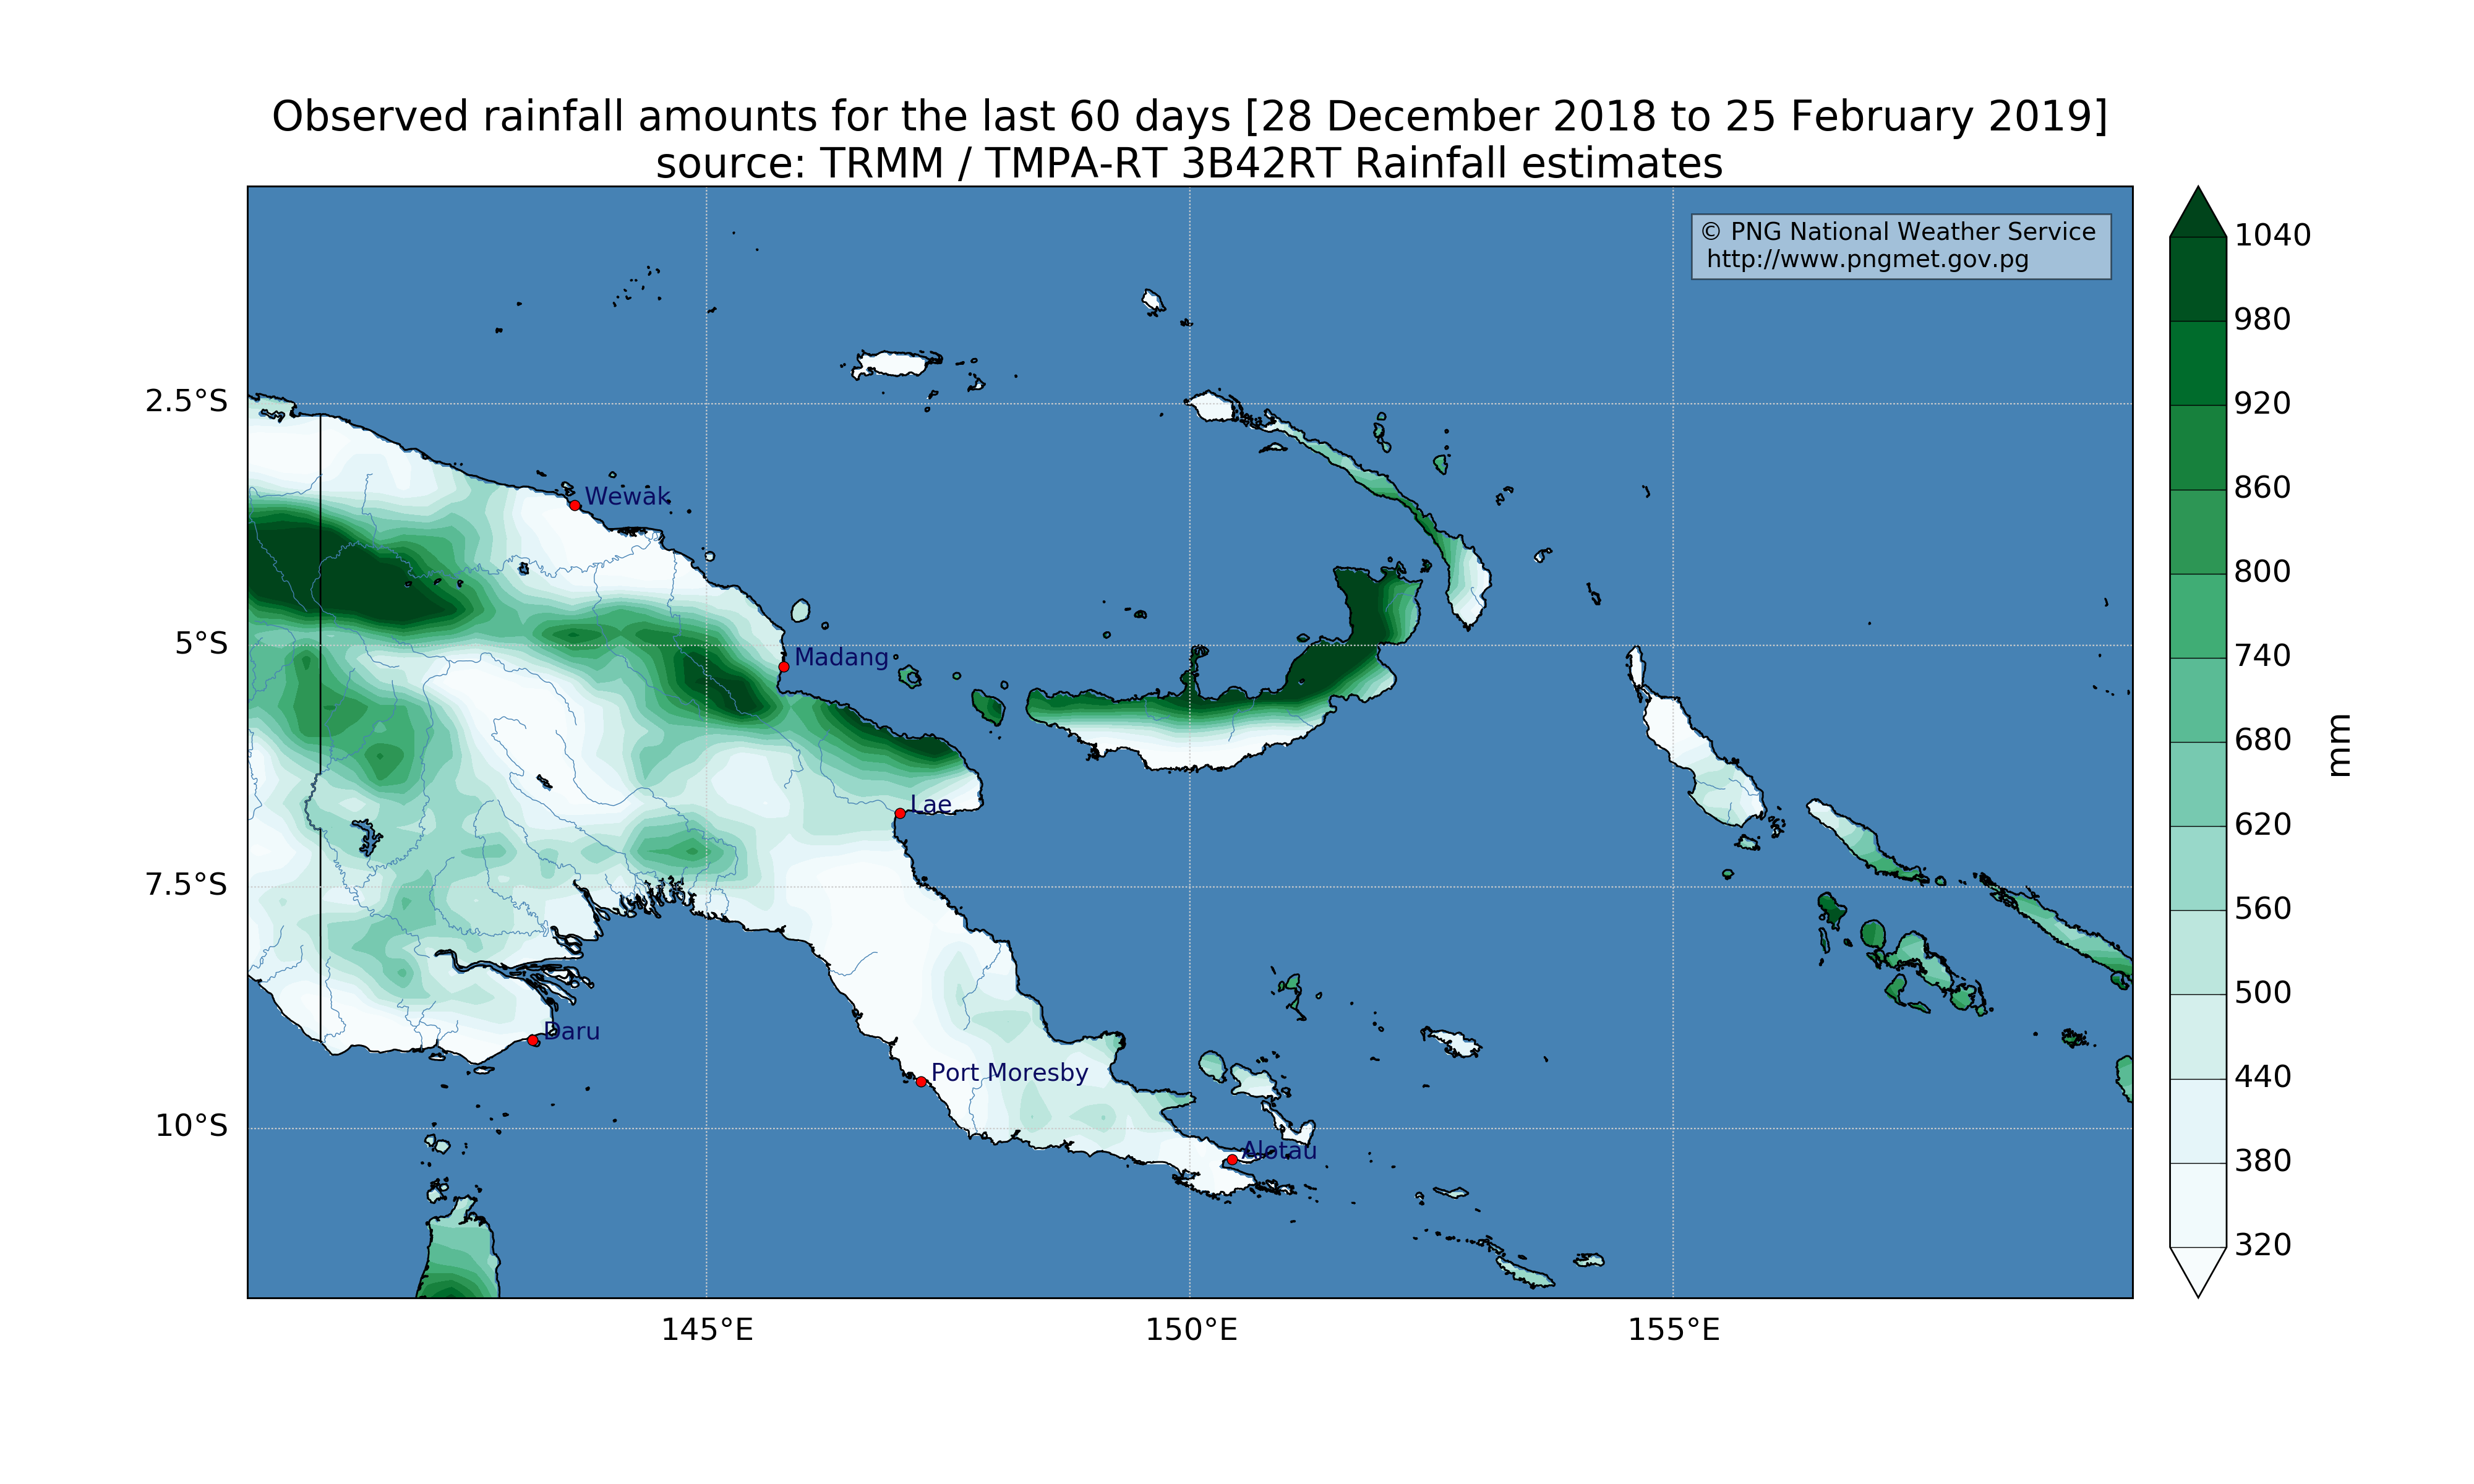 Observed rainfall amounts for the last 60 days [28 December 2018 to 25 February 2019]
source: TRMM / TMPA-RT 3B42RT Rainfall estimates
© PNG National Weather Service
http://www.pngmet.gov.pg
2.5°S
5°S
7.5°S
10°S
145°E
150°E
155°E
Wewak
Madang
Lae
Daru
Port Moresby
Alotau
1040
980
920
860
800
740
680
620
560
500
440
380
320
mm